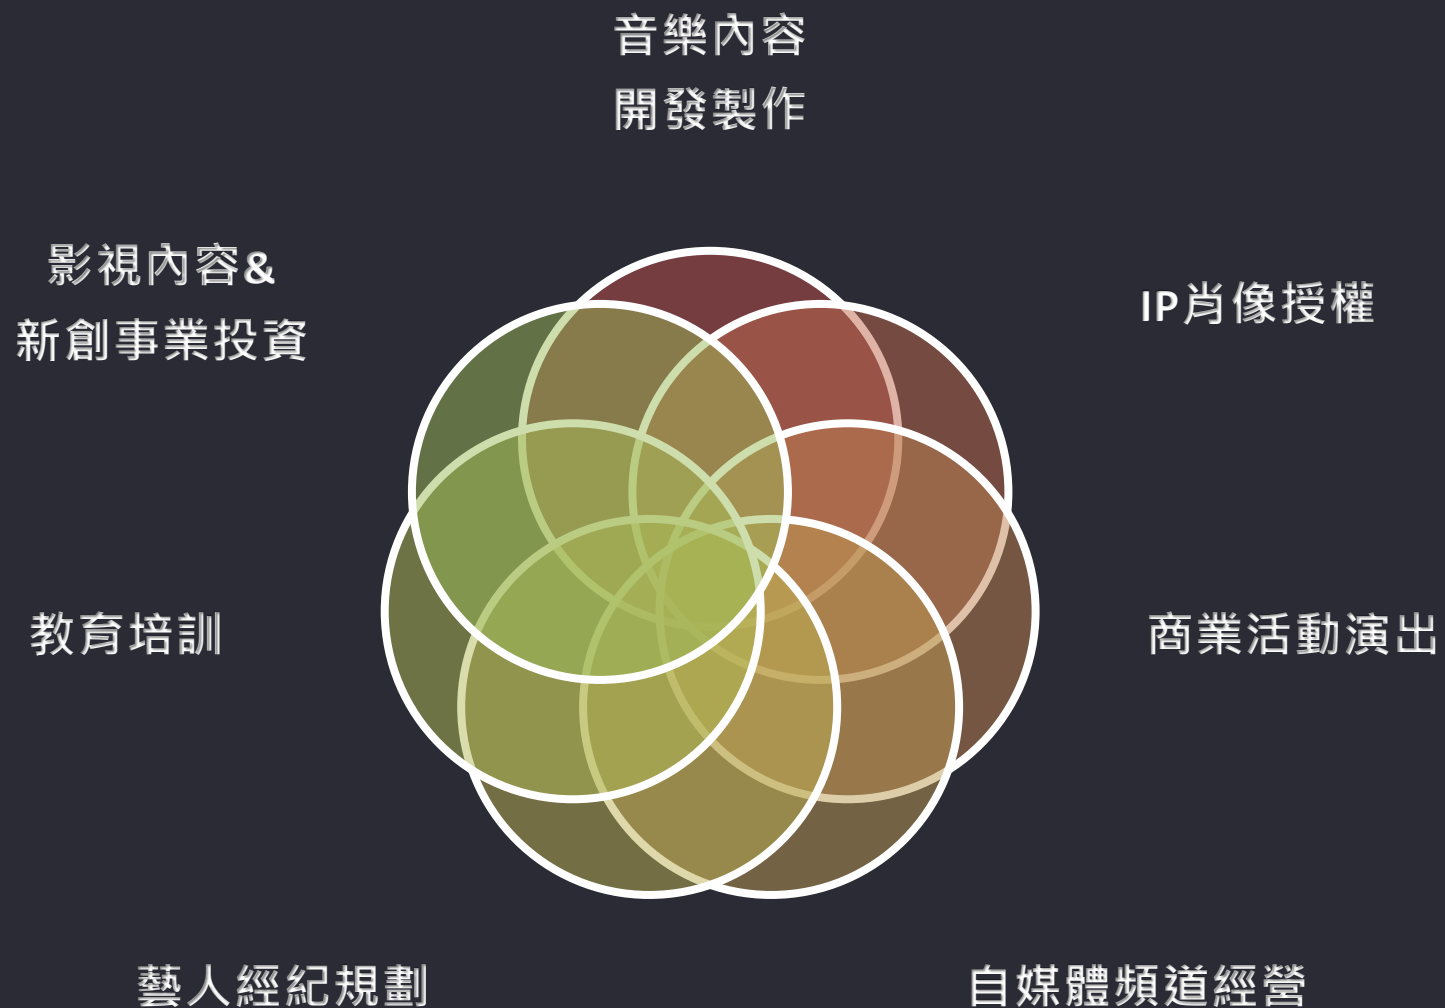 音樂內容
開發製作
影視內容&
新創事業投資
IP肖像授權
教育培訓
商業活動演出
藝人經紀規劃
自媒體頻道經營